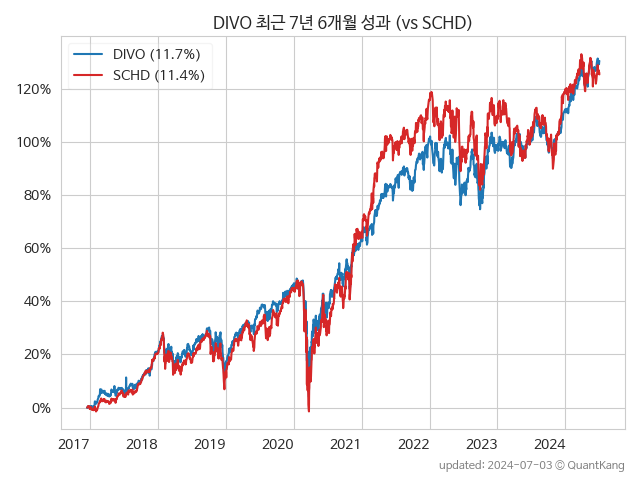 DIVO 최근 7년 6개월 성과 (vs SCHD)
DIVO (11.7%)
SCHD (11.4%)
120%
100%
80%
60%
40%
20%
0%
2017 2018 2019 2020 2021 2022 2023 2024
updated: 2024-07-03 © QuantKang